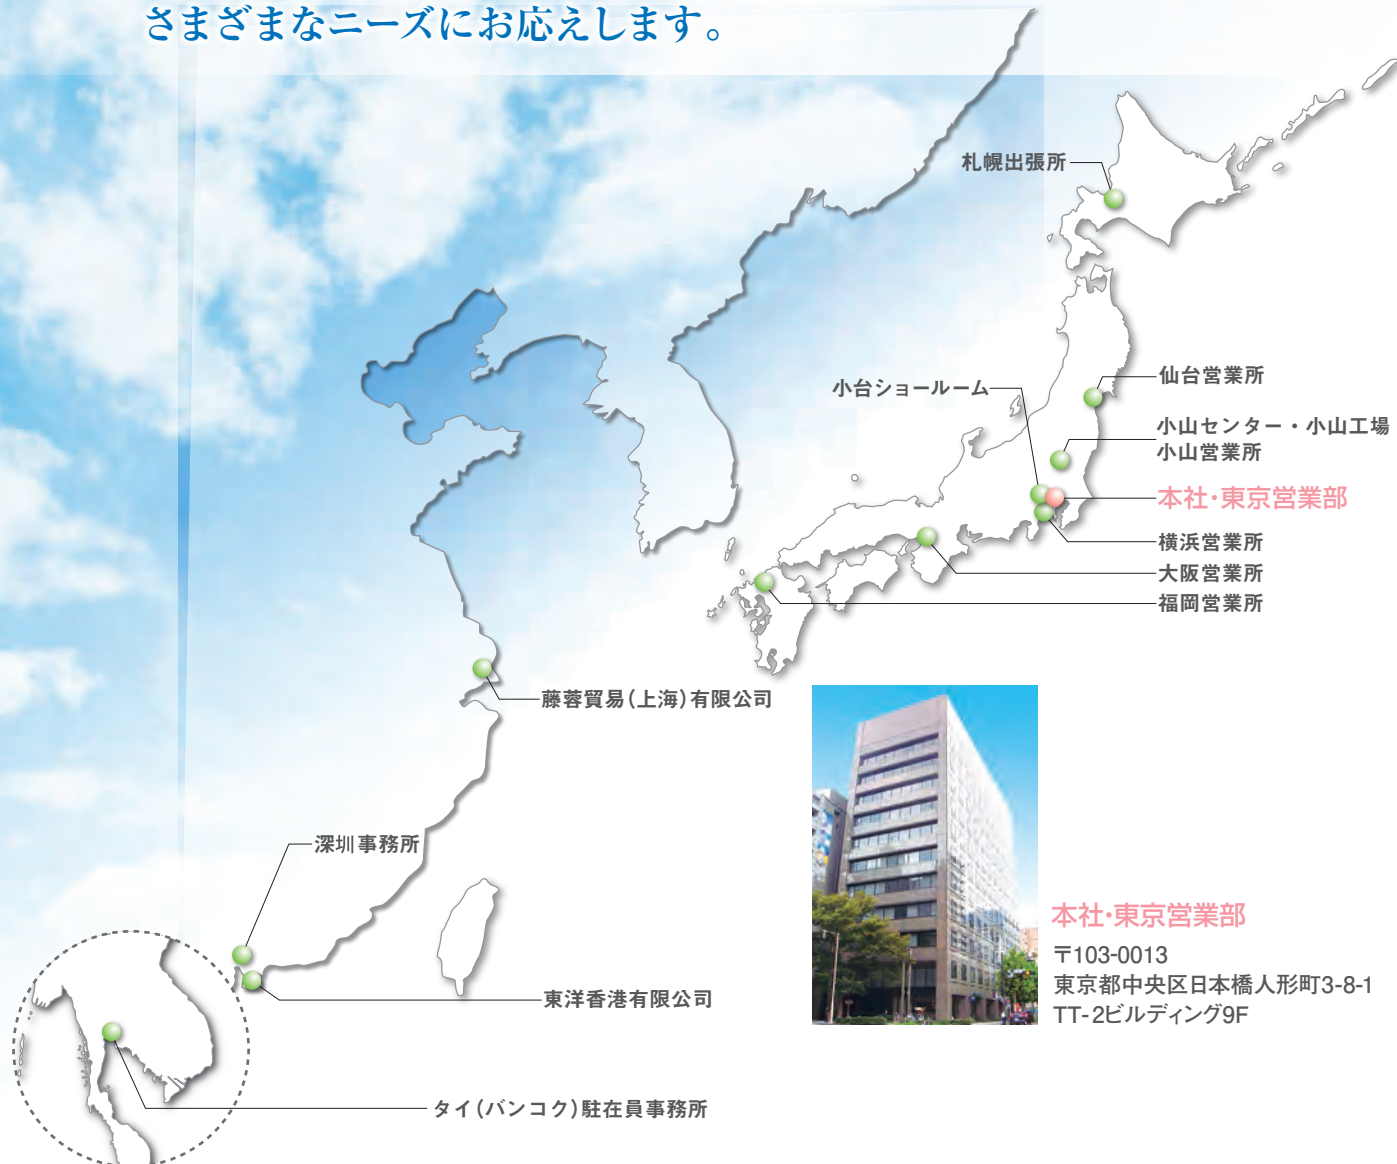 さまざまなニーズにお応えします。
札幌出張所
仙台営業所
小台ショールーム
小山センター・小山工場
小山営業所
本社・東京営業部
横浜営業所
大阪営業所
福岡営業所
藤蓉貿易（上海）有限公司
深圳事務所
東洋香港有限公司
タイ（バンコク）駐在員事務所
本社・東京営業部
〒103-0013
東京都中央区日本橋人形町3-8-1
TT-2ビルディング9F